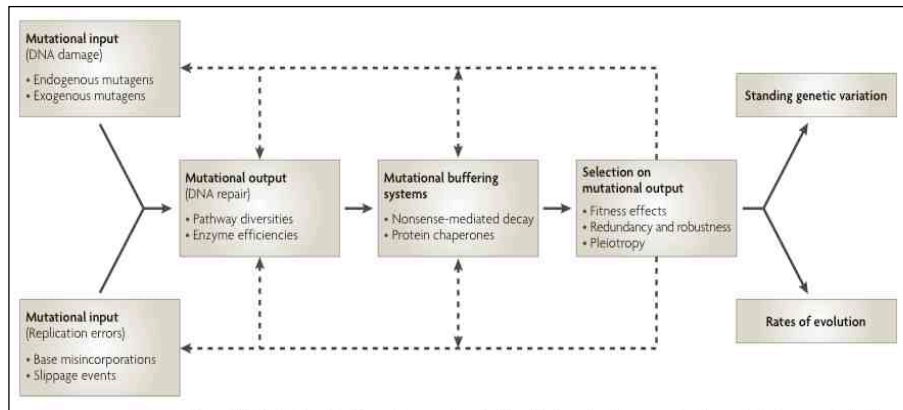 Mutational input
(DNA damage)
• Endogenous mutagens
• Exogenous mutagens
Standing genetic variation
Mutational output
(DNA repair)
• Pathway diversities
• Enzyme efficiencies
Mutational buffering
systems
• Nonsense-mediated decay
• Protein chaperones
Selection on
mutational output
• Fitness effects
• Redundancy and robustness
• Pleiotropy
Mutational input
(Replication errors)
• Base misincorporations
• Slippage events
Rates of evolution